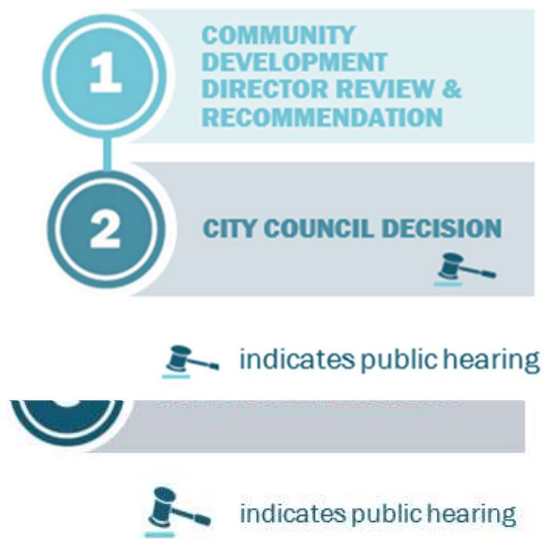 1
COMMUNITY
DEVELOPMENT
DIRECTOR REVIEW &
RECOMMENDATION
2
CITY COUNCIL DECISION
indicates public hearing
indicates public hearing